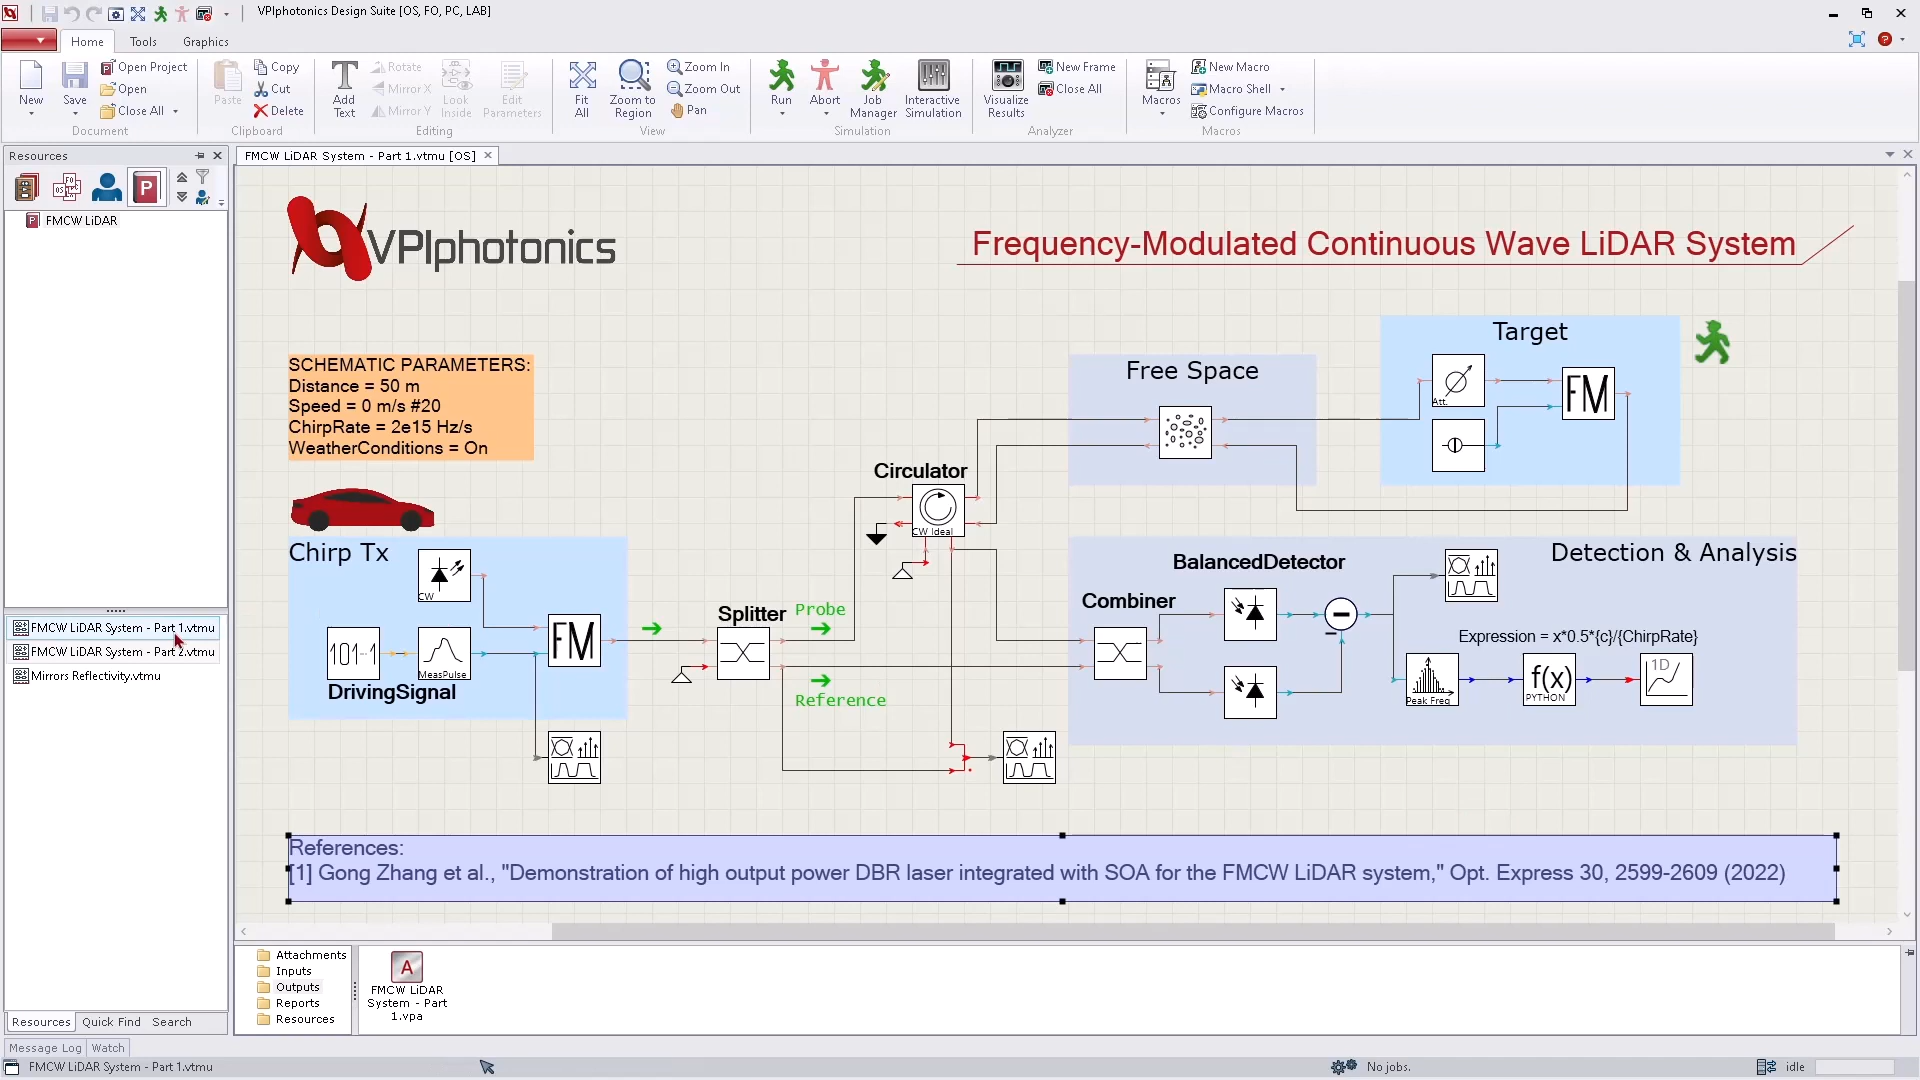 VPIphotonics Design Suite [OS, FO, PC, LAB]
Home Tools Graphics
New Save Open Project Open Close All Document
Paste Copy Cut Delete Clipboard
Add Text Rotate Mirror X Mirror Y Look Inside Edit Parameters Editing
Fit All Zoom to Region Zoom In Zoom Out Pan View
Run Abort Job Manager Interactive Simulation Simulation
Visualize Results New Frame Close All Analyzer
Macros New Macro Macro Shell Configure Macros Macros
Resources
P
FMCW LiDAR
FMCW LiDAR System - Part 1.vtmu
FMCW LiDAR System - Part 2.vtmu
Mirrors Reflectivity.vtmu
Resources Quick Find Search
FMCW LiDAR System - Part 1.vtmu [OS]
VPIphotonics
Frequency-Modulated Continuous Wave LiDAR System
SCHEMATIC PARAMETERS:
Distance = 50 m
Speed = 0 m/s #20
ChirpRate = 2e15 Hz/s
WeatherConditions = On
Free Space
Target
Att.
FM
Circulator
CW Ideal
Chirp Tx
CW
101-1
MeasPulse
FM
DrivingSignal
Splitter
Probe
Reference
Detection & Analysis
BalancedDetector
Combiner
Expression = x*0.5*{c}/{ChirpRate}
Peak Freq
f(x)
PYTHON
1D
References:
[1] Gong Zhang et al., "Demonstration of high output power DBR laser integrated with SOA for the FMCW LiDAR system," Opt. Express 30, 2599-2609 (2022)
Attachments
Inputs
Outputs
Reports
Resources
A
FMCW LiDAR
System - Part
1.vpa
Message Log Watch
FMCW LiDAR System - Part 1.vtmu
No jobs.
idle